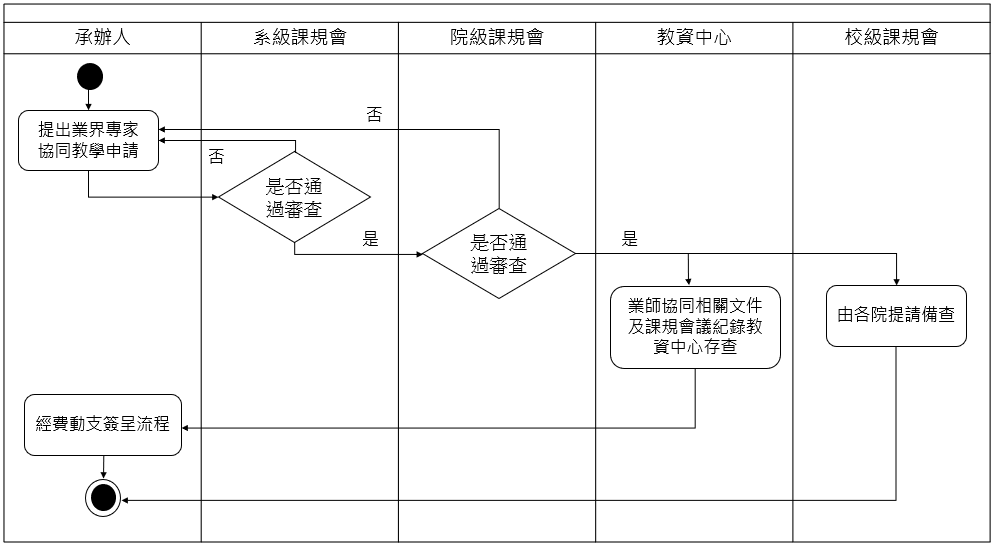 承辦人
系級課規會
院級課規會
教資中心
校級課規會
提出業界專家
協同教學申請
否
否
是否通
過審查
是
是否通
過審查
是
業師協同相關文件
及課規會議紀錄教
資中心存查
由各院提請備查
經費動支簽呈流程